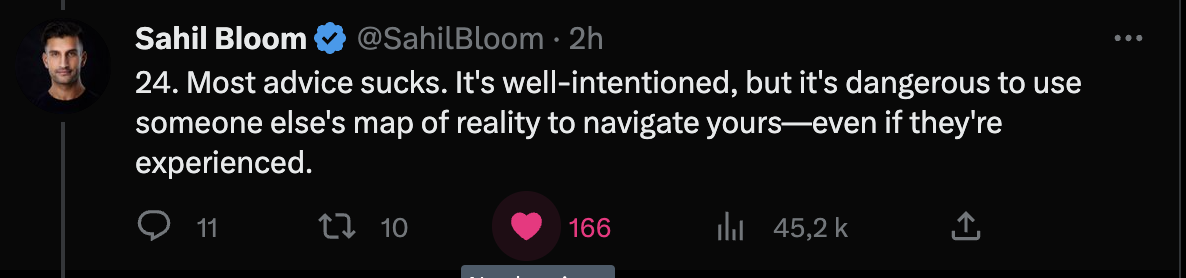 Sahil Bloom @SahilBloom · 2h
24. Most advice sucks. It's well-intentioned, but it's dangerous to use
someone else's map of reality to navigate yours—even if they're
experienced.
11 10 166 45,2 k